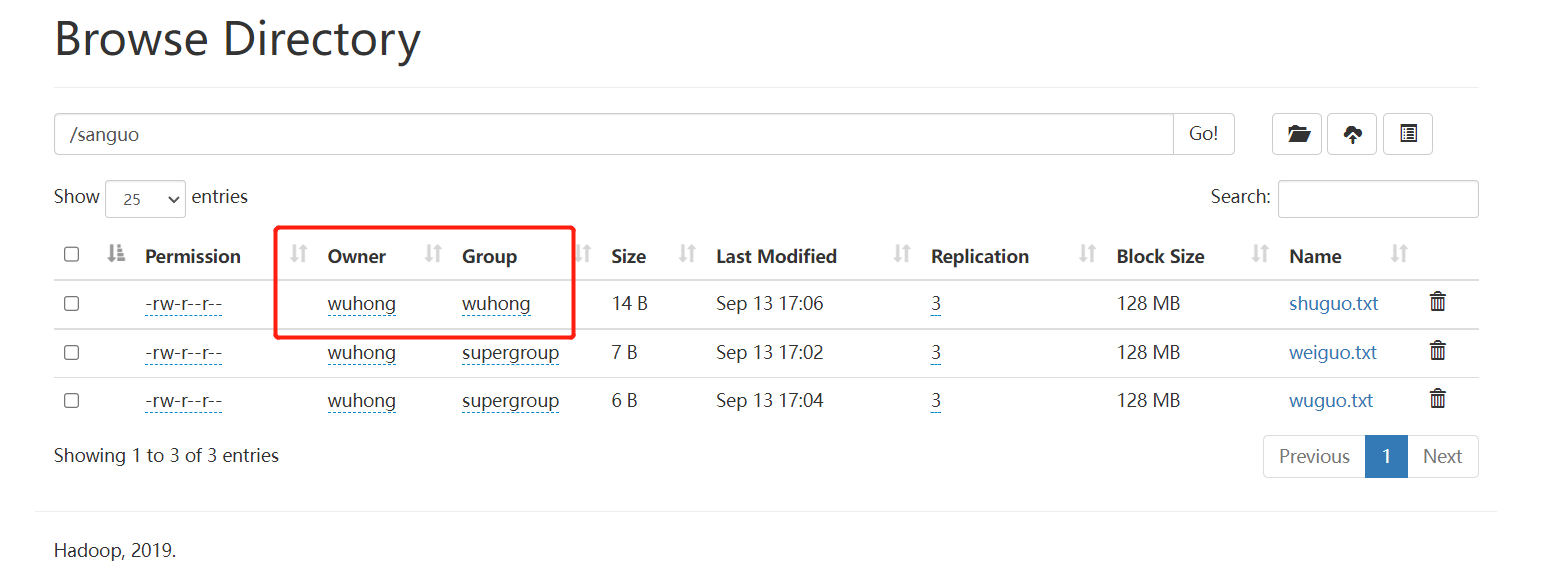 Browse Directory
/sanguo Go!
Show 25 entries Search:
Permission Owner Group Size Last Modified Replication Block Size Name
-rw-r--r-- wuhong wuhong 14 B Sep 13 17:06 3 128 MB shuguo.txt
-rw-r--r-- wuhong supergroup 7 B Sep 13 17:02 3 128 MB weiguo.txt
-rw-r--r-- wuhong supergroup 6 B Sep 13 17:04 3 128 MB wuguo.txt
Showing 1 to 3 of 3 entries Previous 1 Next
Hadoop, 2019.